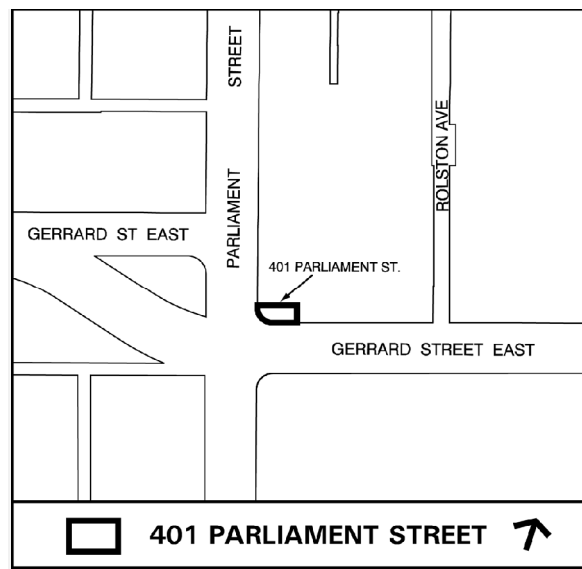 STREET
PARLIAMENT
ROLSTON AVE
GERRARD ST EAST
401 PARLIAMENT ST.
GERRARD STREET EAST
401 PARLIAMENT STREET